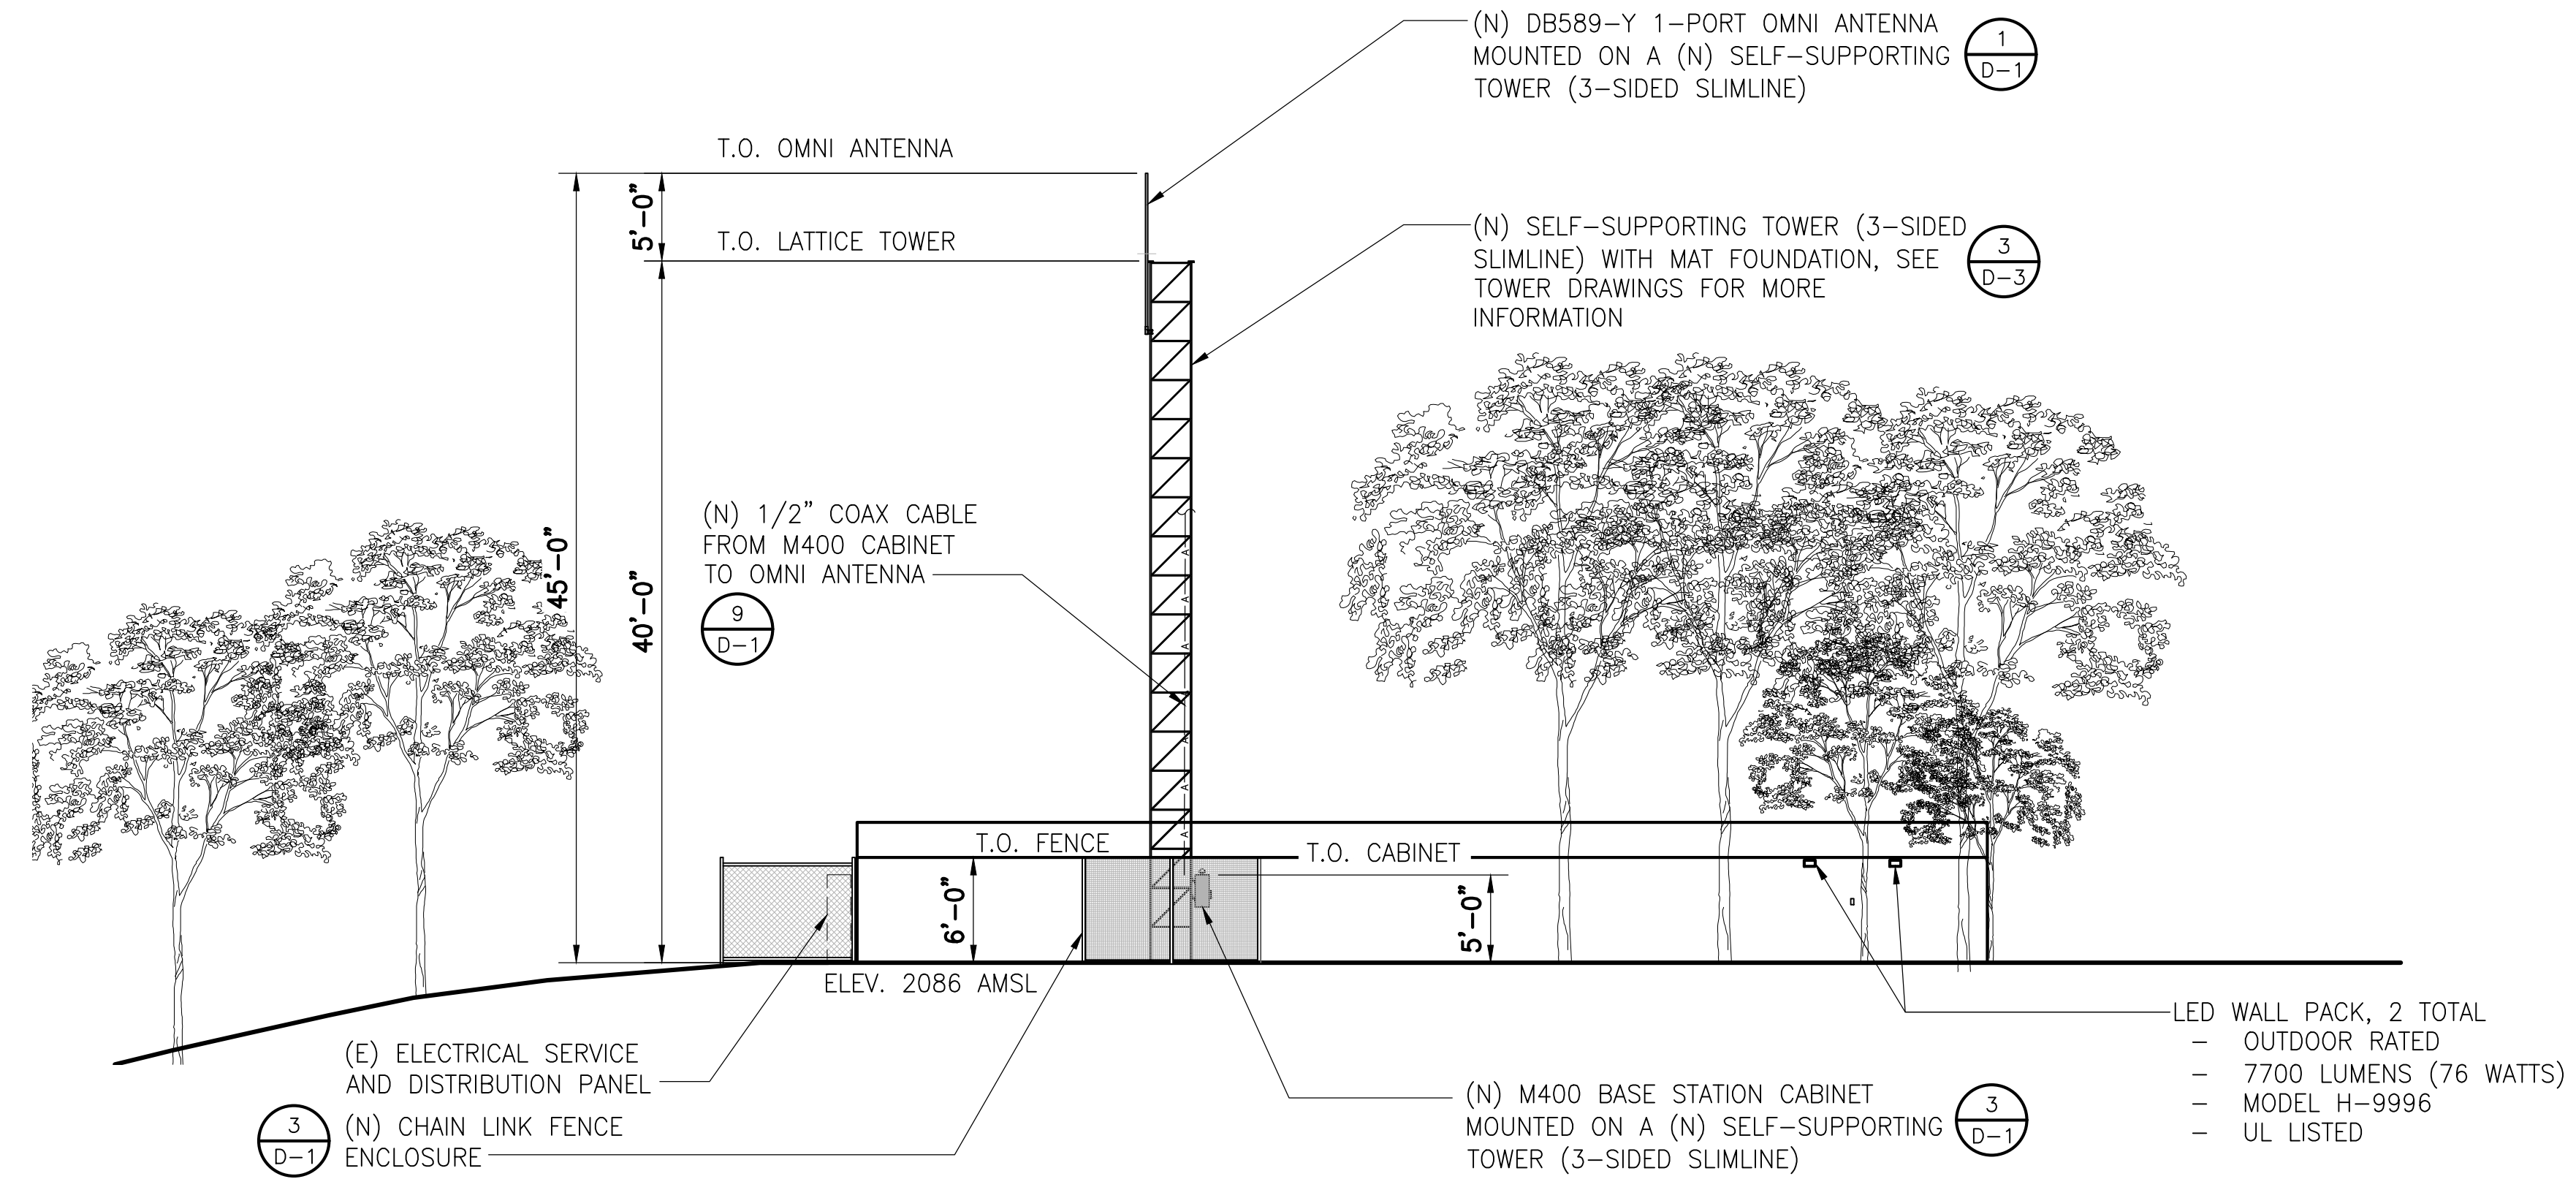 (N) DB589-Y 1-PORT OMNI ANTENNA
MOUNTED ON A (N) SELF-SUPPORTING
TOWER (3-SIDED SLIMLINE)
1
D-1
T.O. OMNI ANTENNA
5'-0"
T.O. LATTICE TOWER
(N) SELF-SUPPORTING TOWER (3-SIDED
SLIMLINE) WITH MAT FOUNDATION, SEE
TOWER DRAWINGS FOR MORE
INFORMATION
3
D-3
45'-0"
40'-0"
(N) 1/2" COAX CABLE
FROM M400 CABINET
TO OMNI ANTENNA
9
D-1
A
A
A
A
A
A
T.O. FENCE
T.O. CABINET
6'-0"
5'-0"
ELEV. 2086 AMSL
(E) ELECTRICAL SERVICE
AND DISTRIBUTION PANEL
3
D-1
(N) CHAIN LINK FENCE
ENCLOSURE
(N) M400 BASE STATION CABINET
MOUNTED ON A (N) SELF-SUPPORTING
TOWER (3-SIDED SLIMLINE)
3
D-1
LED WALL PACK, 2 TOTAL
- OUTDOOR RATED
- 7700 LUMENS (76 WATTS)
- MODEL H-9996
- UL LISTED